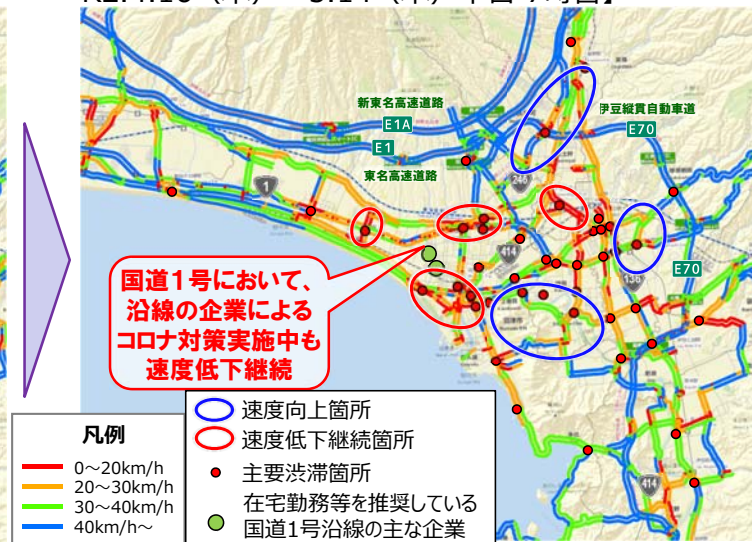 新東名高速道路
E1A
E1
東名高速道路
伊豆縦貫自動車道
E70
1
246
414
136
E70
414
国道1号において、
沿線の企業による
コロナ対策実施中も
速度低下継続
凡例
0～20km/h
20～30km/h
30～40km/h
40km/h～
速度向上箇所
速度低下継続箇所
主要渋滞箇所
在宅勤務等を推奨している
国道1号沿線の主な企業